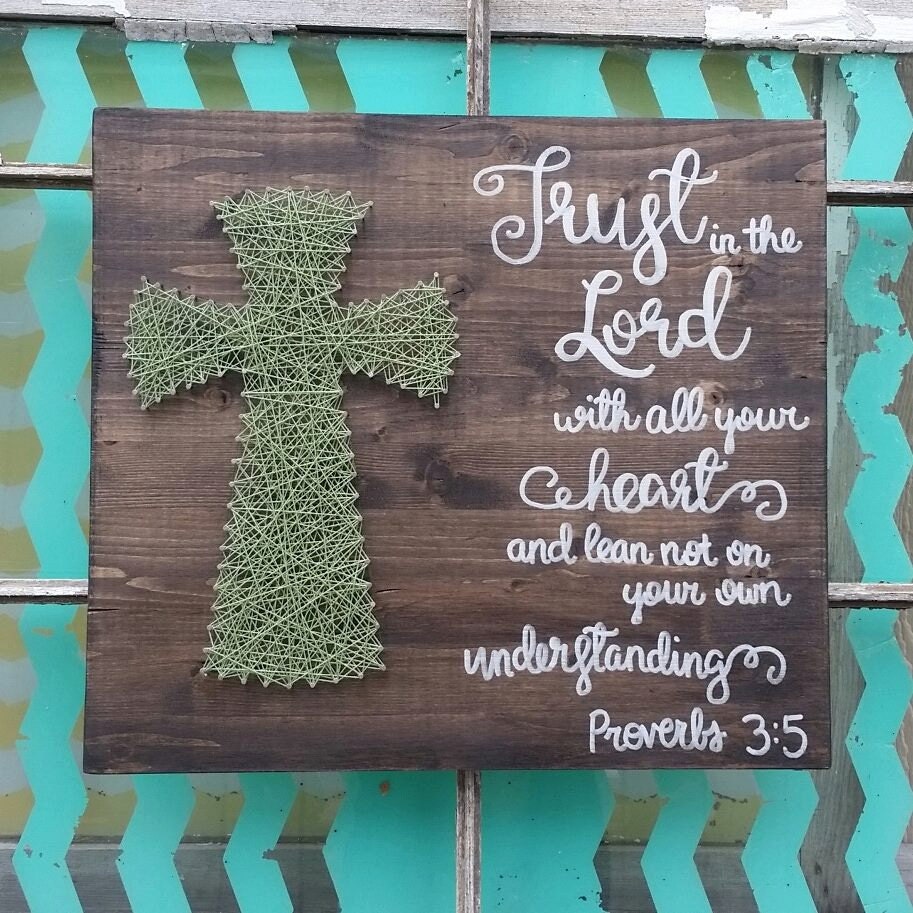 Trust in the
Lord
with all your
heart
and lean not on
your own
understanding
Proverbs 3:5